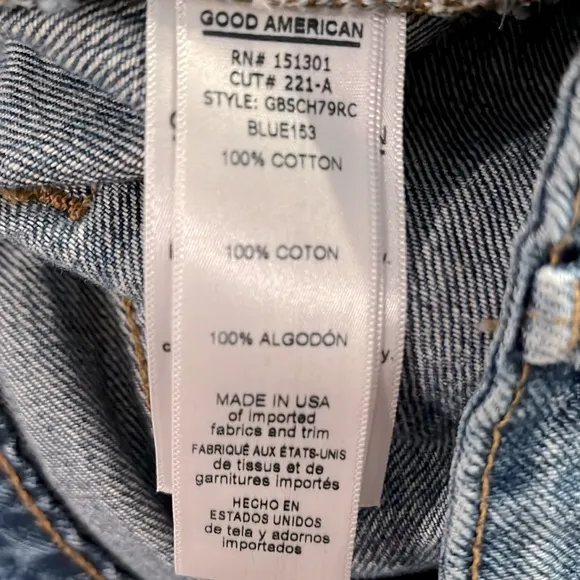 GOOD AMERICAN
RN# 151301
CUT# 221-A
STYLE: GBSCH79RC
BLUE153
100% COTTON
100% COTON
100% ALGODÓN
MADE IN USA
of imported
fabrics and trim
FABRIQUÉ AUX ÉTATS-UNIS
de tissus et de
garnitures importés
HECHO EN
ESTADOS UNIDOS
de tela y adornos
importados